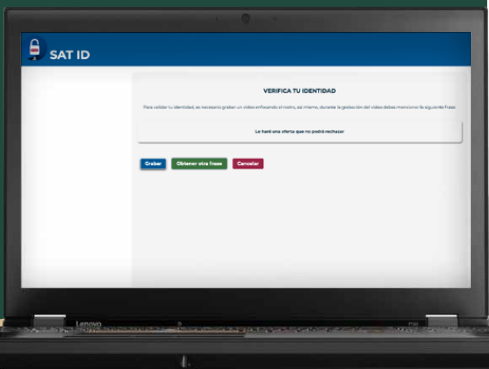 SAT ID
VERIFICA TU IDENTIDAD
Para validar tu identidad, es necesario grabar un video enfocando el rostro, así mismo, durante la grabación del video debes mencionar la siguiente frase:
Le haré una oferta que no podrá rechazar
Grabar Obtener otra frase Cancelar
Lenovo